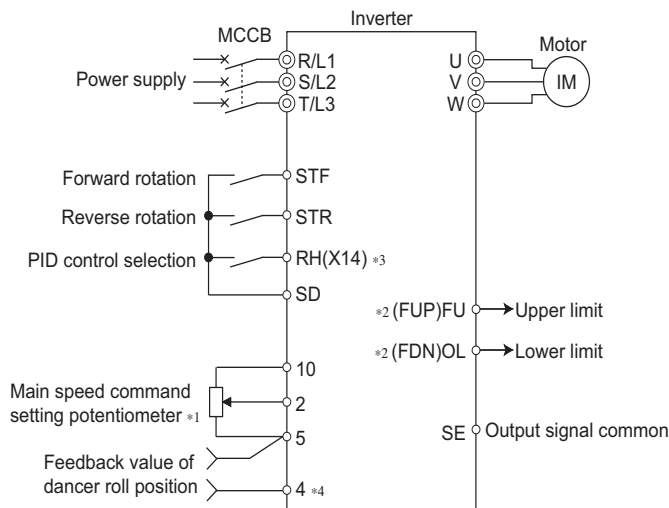 Inverter
MCCB
Motor
Power supply
R/L1
S/L2
T/L3
U
V
W
IM
Forward rotation
STF
Reverse rotation
STR
PID control selection
RH(X14) *3
SD
*2 (FUP)FU
Upper limit
*2 (FDN)OL
Lower limit
10
Main speed command
setting potentiometer *1
2
5
SE
Output signal common
Feedback value of
dancer roll position
4 *4